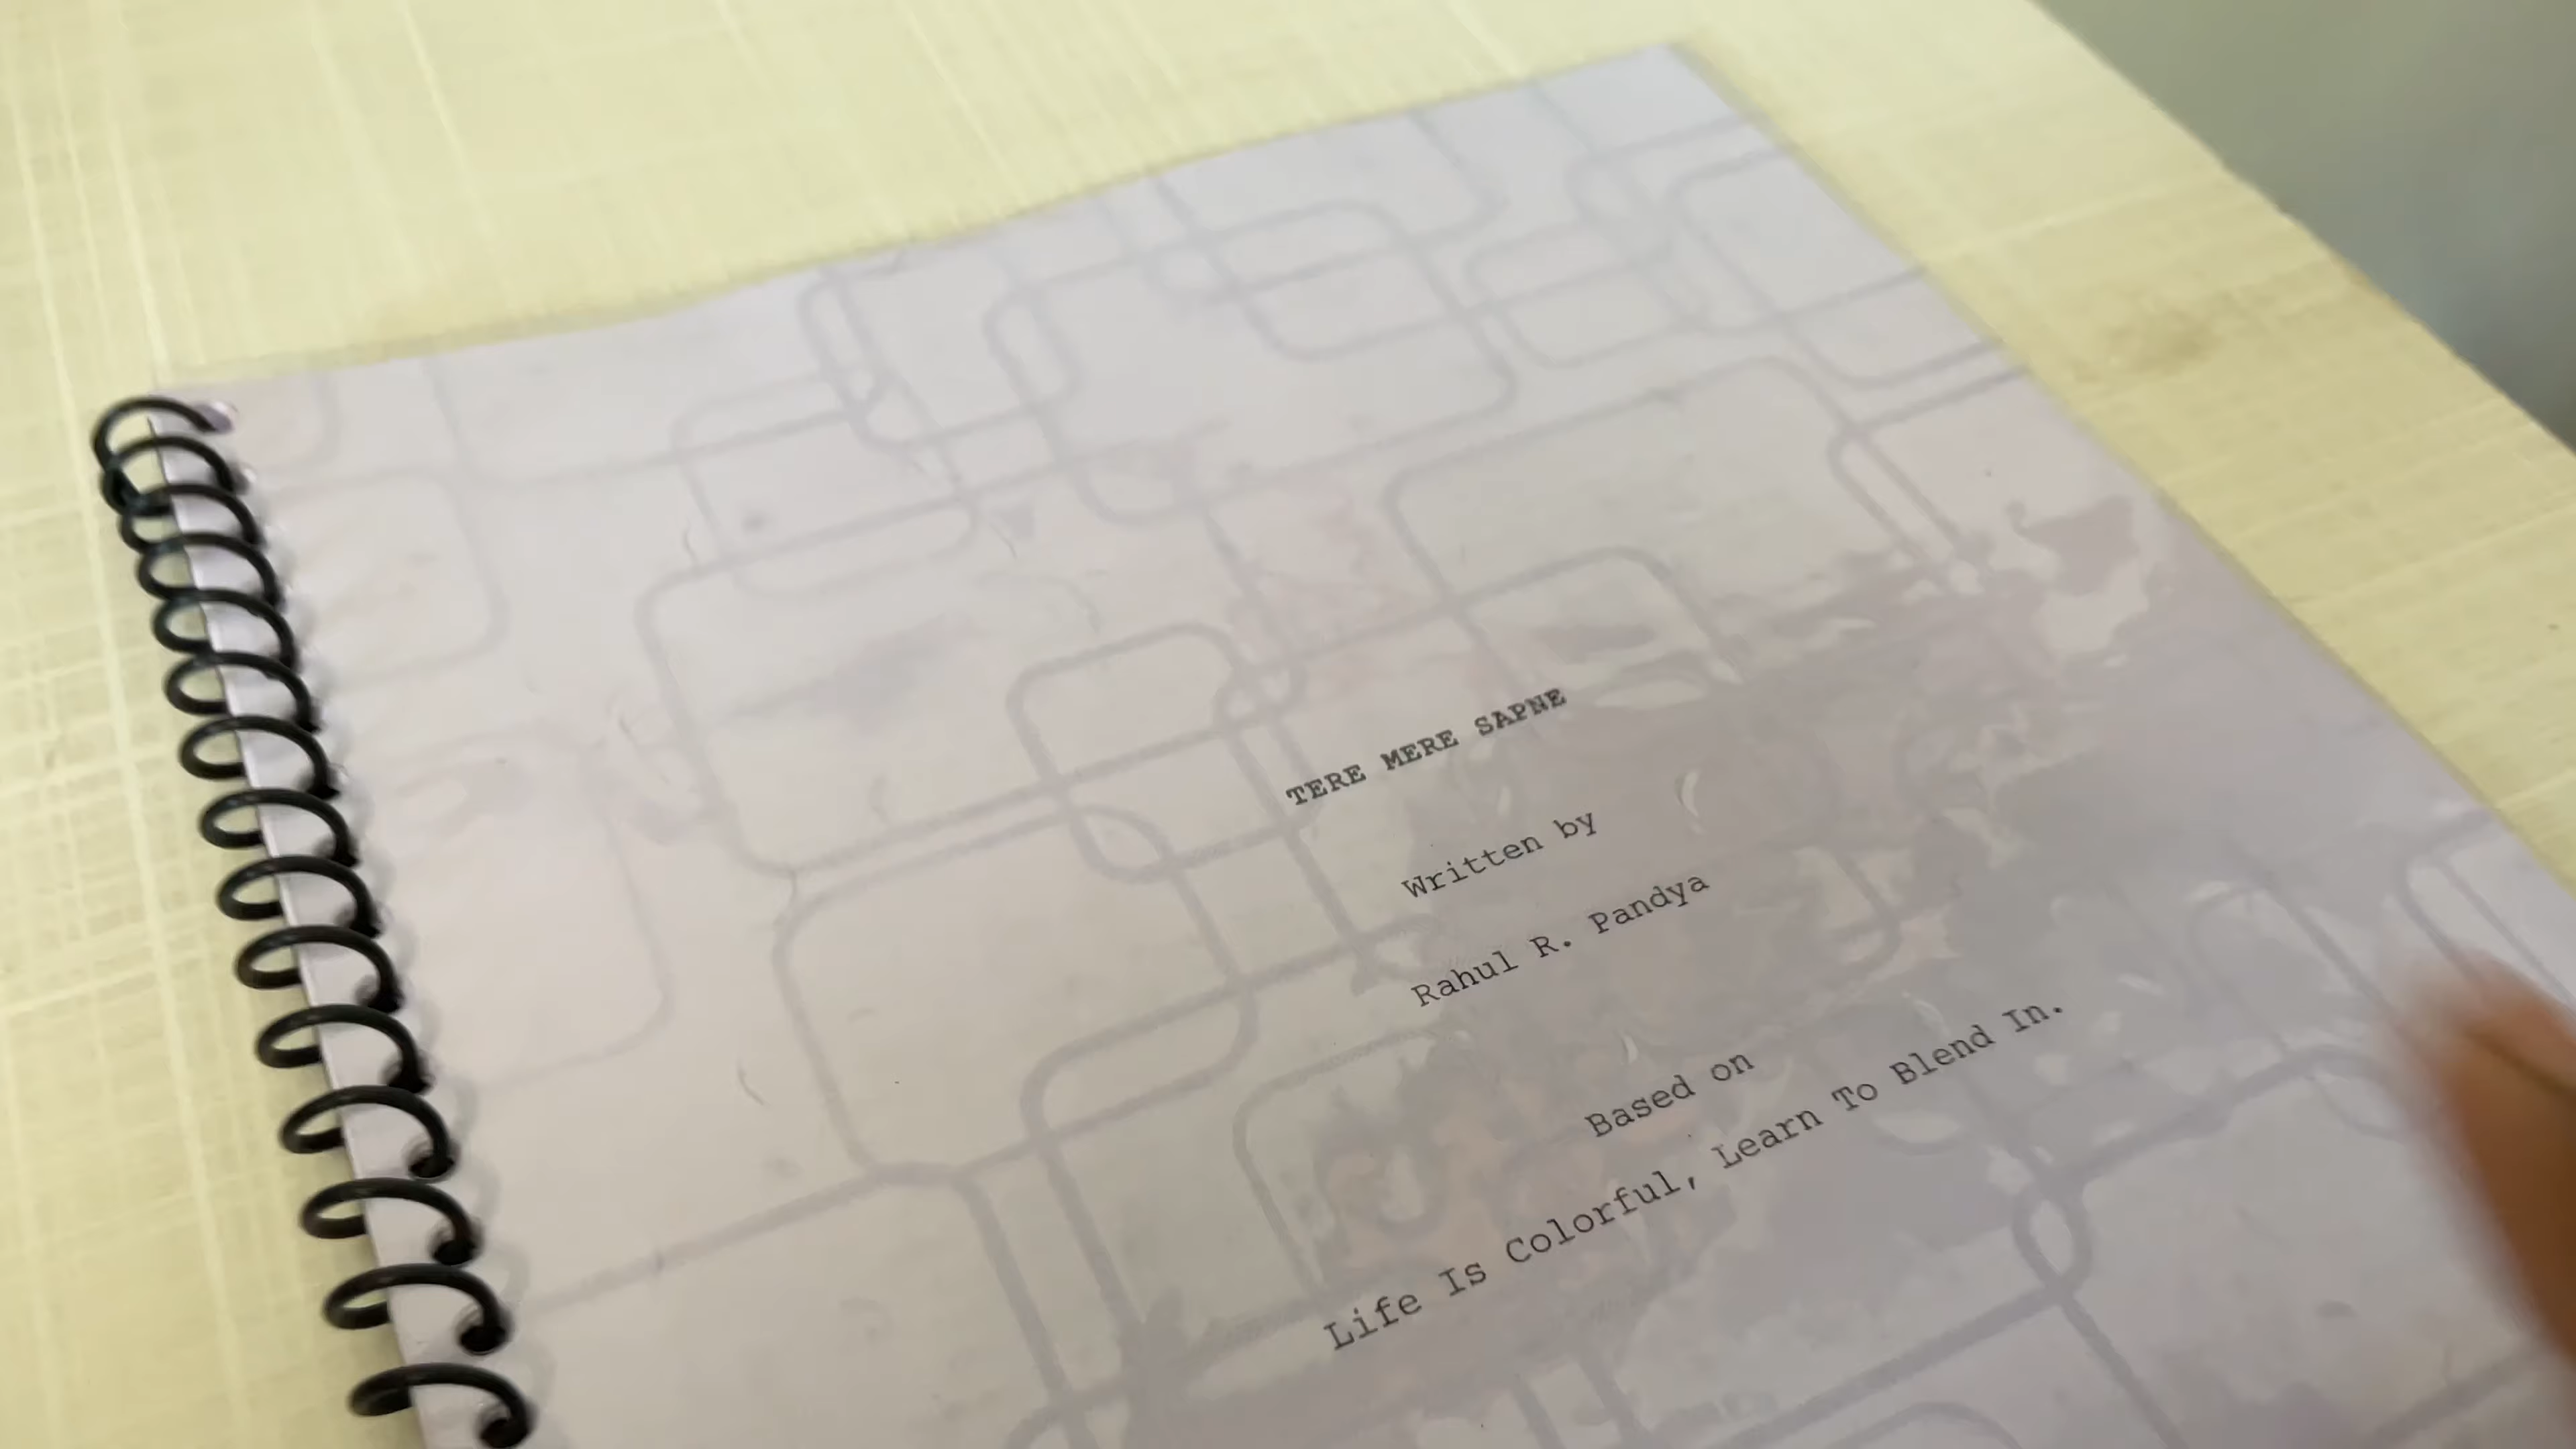 TERE MERE SAPNE
Written by
Rahul R. Pandya
Based on
Life Is Colorful, Learn To Blend In.